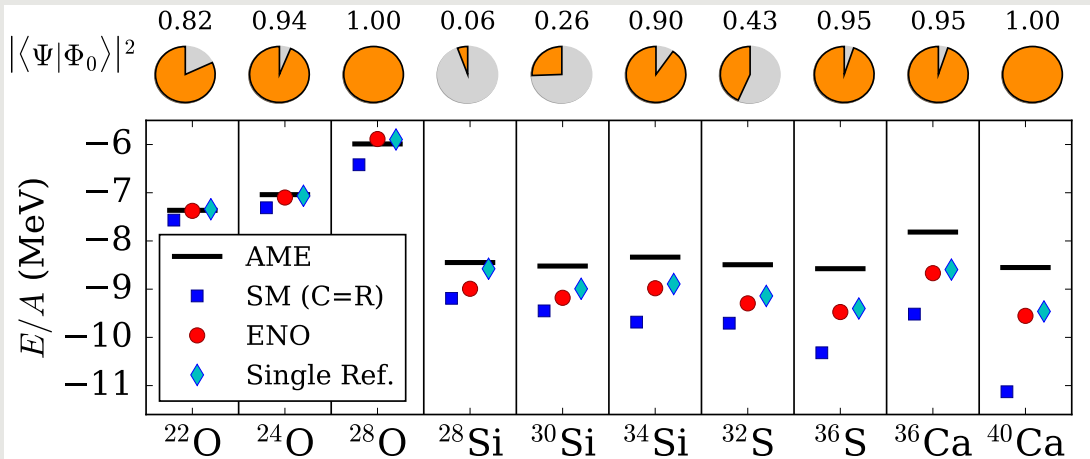 0.82 0.94 1.00 0.06 0.26 0.90 0.43 0.95 0.95 1.00
|⟨Ψ|Φ₀⟩|²
−6
−7
−8
−9
−10
−11
E/A (MeV)
AME
SM (C=R)
ENO
Single Ref.
²²O ²⁴O ²⁸O ²⁸Si ³⁰Si ³⁴Si ³²S ³⁶S ³⁶Ca ⁴⁰Ca